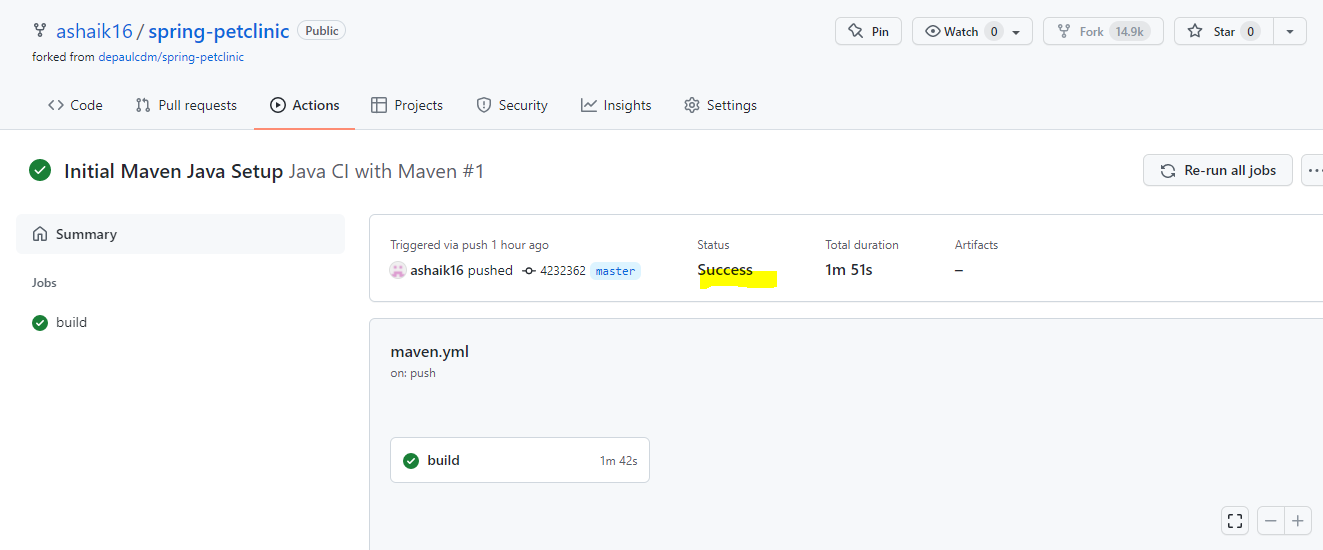 ashaik16 / spring-petclinic Public Pin Watch 0 Fork 14.9k Star 0
forked from depaulcdm/spring-petclinic
Code Pull requests Actions Projects Security Insights Settings
Initial Maven Java Setup Java CI with Maven #1 Re-run all jobs ...
Summary
Jobs
build
Triggered via push 1 hour ago Status Total duration Artifacts
ashaik16 pushed 4232362 master Success 1m 51s –
maven.yml
on: push
build 1m 42s